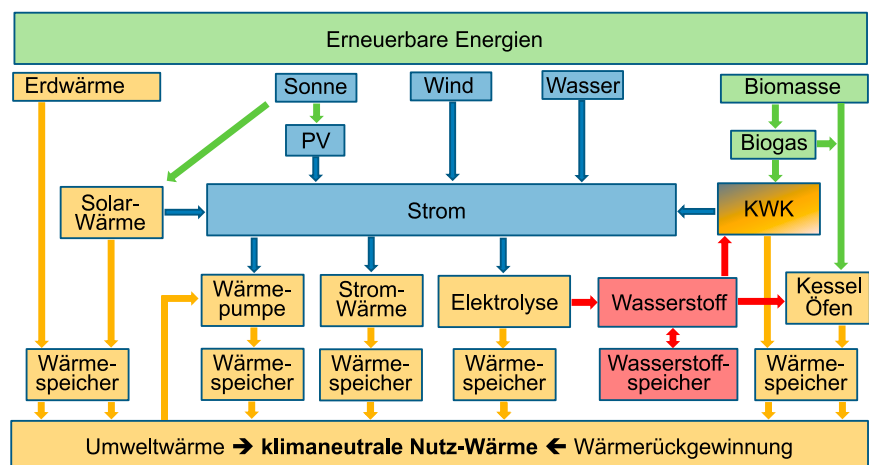 Erneuerbare Energien
Erdwärme
Sonne
Wind
Wasser
Biomasse
PV
Biogas
Solar-
Wärme
Strom
KWK
Wärme-
pumpe
Strom-
Wärme
Elektrolyse
Wasserstoff
Kessel
Öfen
Wärme-
speicher
Wärme-
speicher
Wärme-
speicher
Wärme-
speicher
Wasserstoff-
speicher
Wärme-
speicher
Umweltwärme ➔ klimaneutrale Nutz-Wärme ← Wärmerückgewinnung